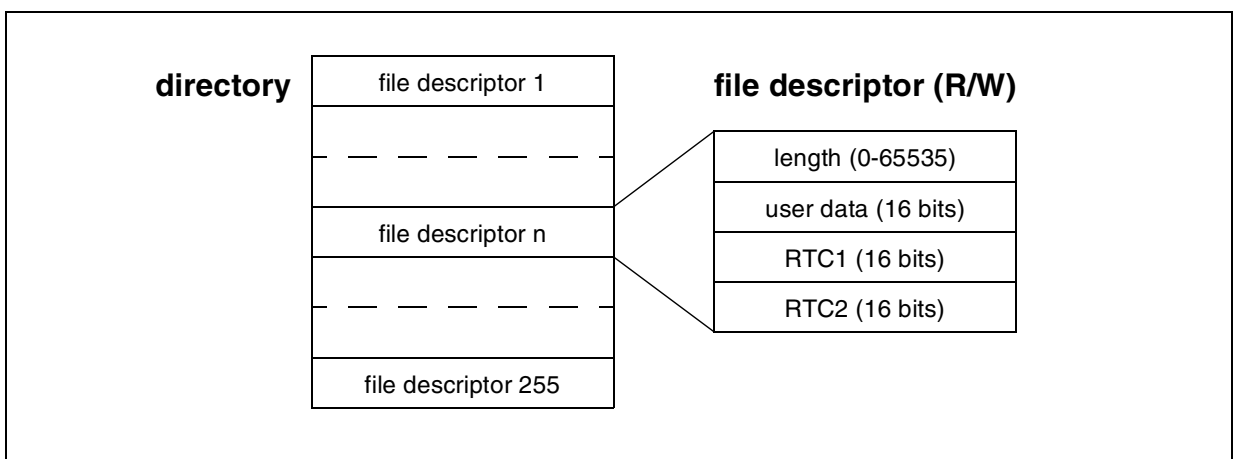 directory
file descriptor 1
file descriptor n
file descriptor 255
file descriptor (R/W)
length (0-65535)
user data (16 bits)
RTC1 (16 bits)
RTC2 (16 bits)